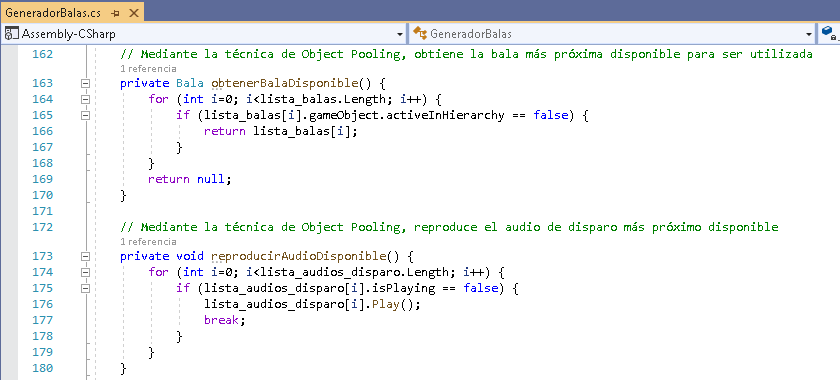 GeneradorBalas.cs
Assembly-CSharp GeneradorBalas
162 // Mediante la técnica de Object Pooling, obtiene la bala más próxima disponible para ser utilizada
1 referencia
163 private Bala obtenerBalaDisponible() {
164 for (int i=0; i<lista_balas.Length; i++) {
165 if (lista_balas[i].gameObject.activeInHierarchy == false) {
166 return lista_balas[i];
167 }
168 }
169 return null;
170 }
171
172 // Mediante la técnica de Object Pooling, reproduce el audio de disparo más próximo disponible
1 referencia
173 private void reproducirAudioDisponible() {
174 for (int i=0; i<lista_audios_disparo.Length; i++) {
175 if (lista_audios_disparo[i].isPlaying == false) {
176 lista_audios_disparo[i].Play();
177 break;
178 }
179 }
180 }